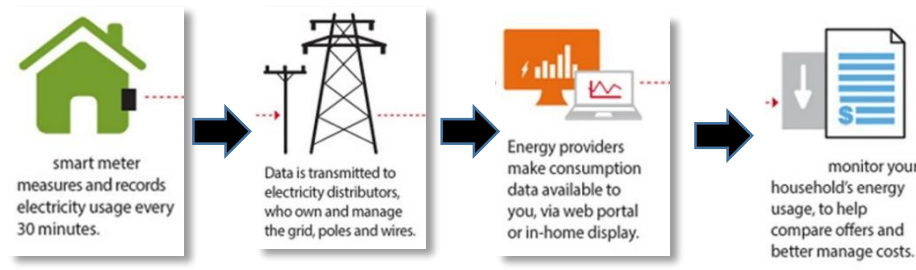 smart meter
measures and records
electricity usage every
30 minutes.
Data is transmitted to
electricity distributors,
who own and manage
the grid, poles and wires.
Energy providers
make consumption
data available to
you, via web portal
or in-home display.
$
monitor your
household's energy
usage, to help
compare offers and
better manage costs.